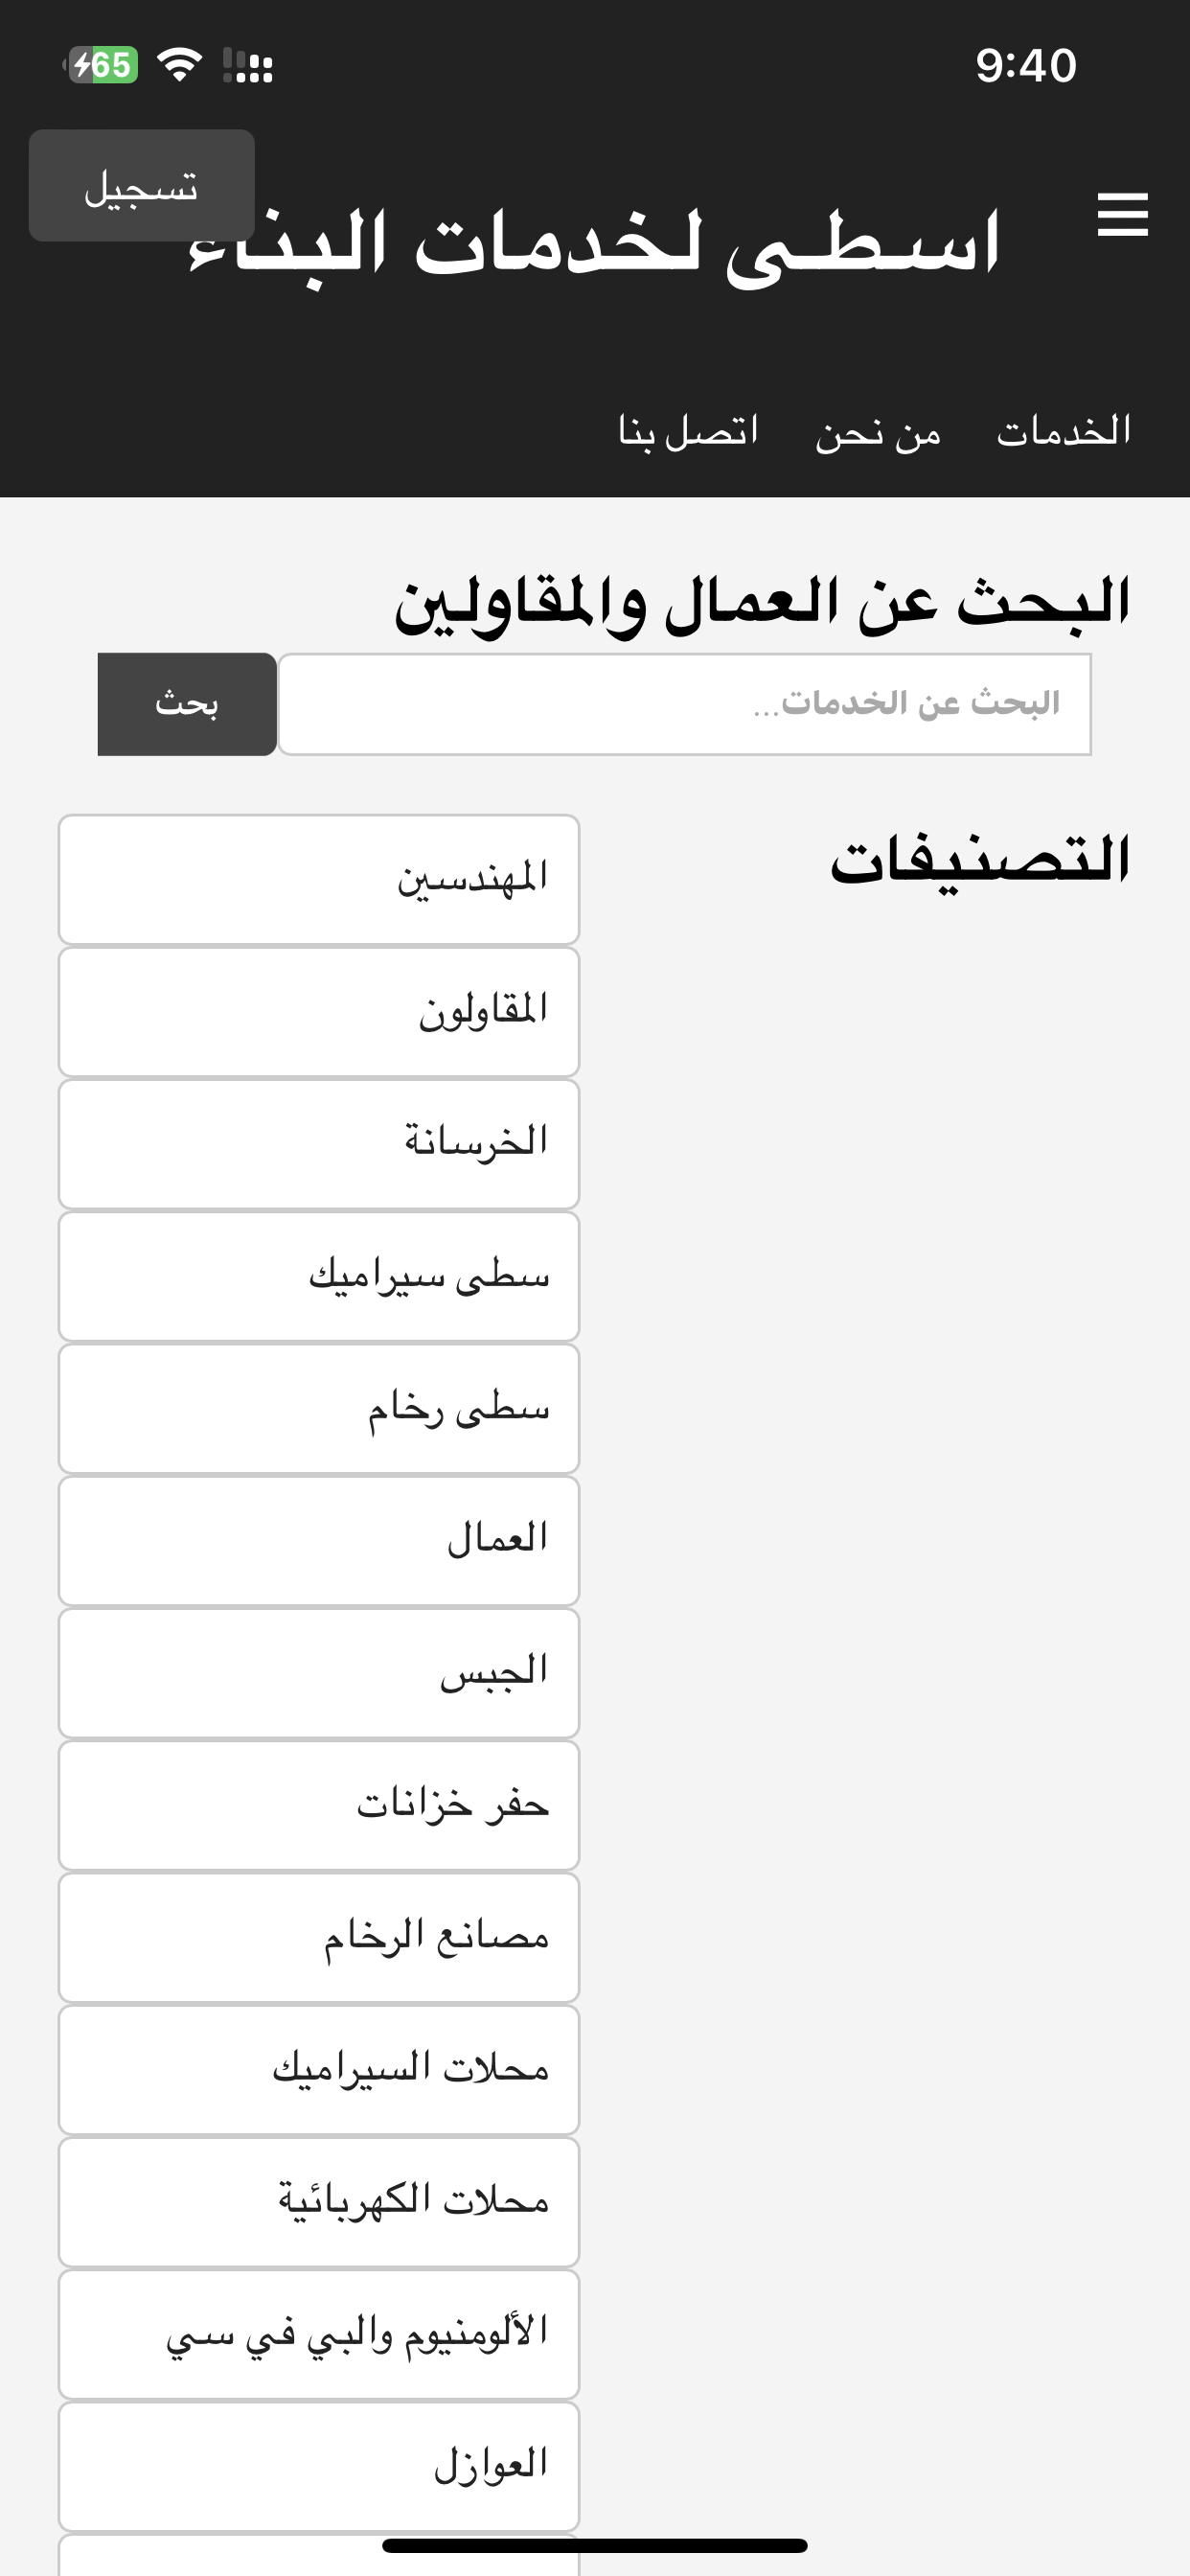 9:40
65
تسجيل
اسطى لخدمات البناء
الخدمات من نحن اتصل بنا
البحث عن العمال والمقاولين
البحث عن الخدمات...
بحث
التصنيفات
المهندسين
المقاولون
الخرسانة
سطى سيراميك
سطى رخام
العمال
الجبس
حفر خزانات
مصانع الرخام
محلات السيراميك
محلات الكهربائية
الألومنيوم والبي في سي
العوازل